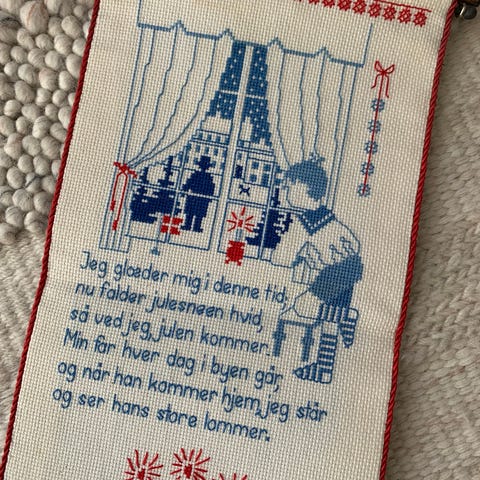 Jeg glæder mig i denne tid,
nu falder julesneen hvid,
så ved jeg, julen kommer.
Min far hver dag i byen går,
og når han kommer hjem, jeg står
og ser hans store lommer.